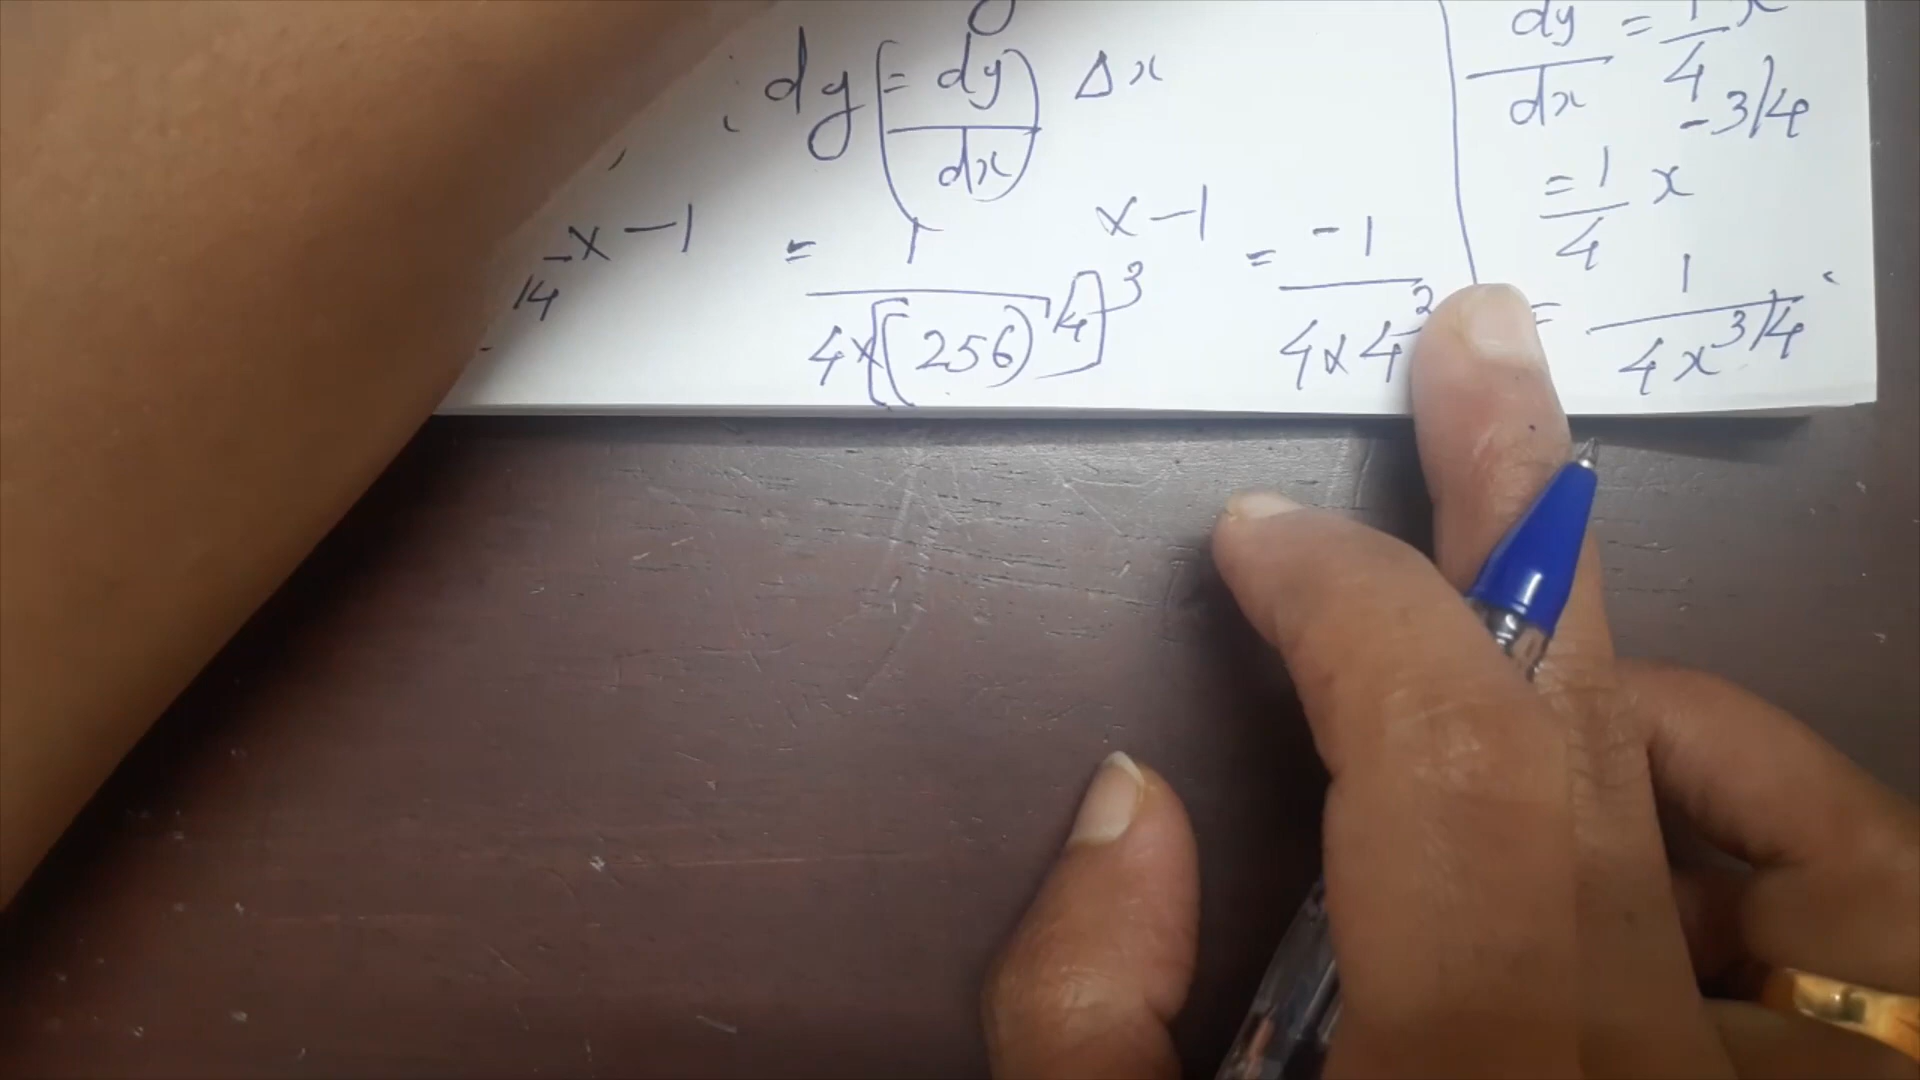 dy = (dy/dx) Δx
× -1 = 1/(4×[(256)^1/4]^3) × -1 = -1/(4×4^2
dy/dx = 1/4 x
= 1/4 x^-3/4
= 1/(4x^3/4)